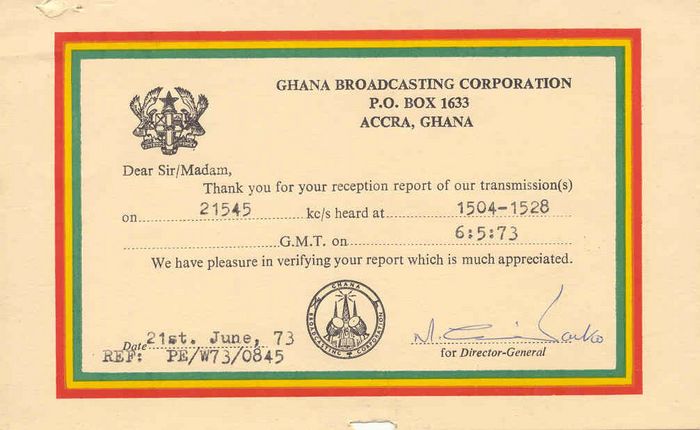 GHANA BROADCASTING CORPORATION
P.O. BOX 1633
ACCRA, GHANA
Dear Sir/Madam,
Thank you for your reception report of our transmission(s)
on 21545 kc/s heard at 1504-1528
G.M.T. on 6:5:73
We have pleasure in verifying your report which is much appreciated.
GHANA
BROADCASTING CORPORATION
Date 21st. June, 73
REF: PE/W73/0845
for Director-General